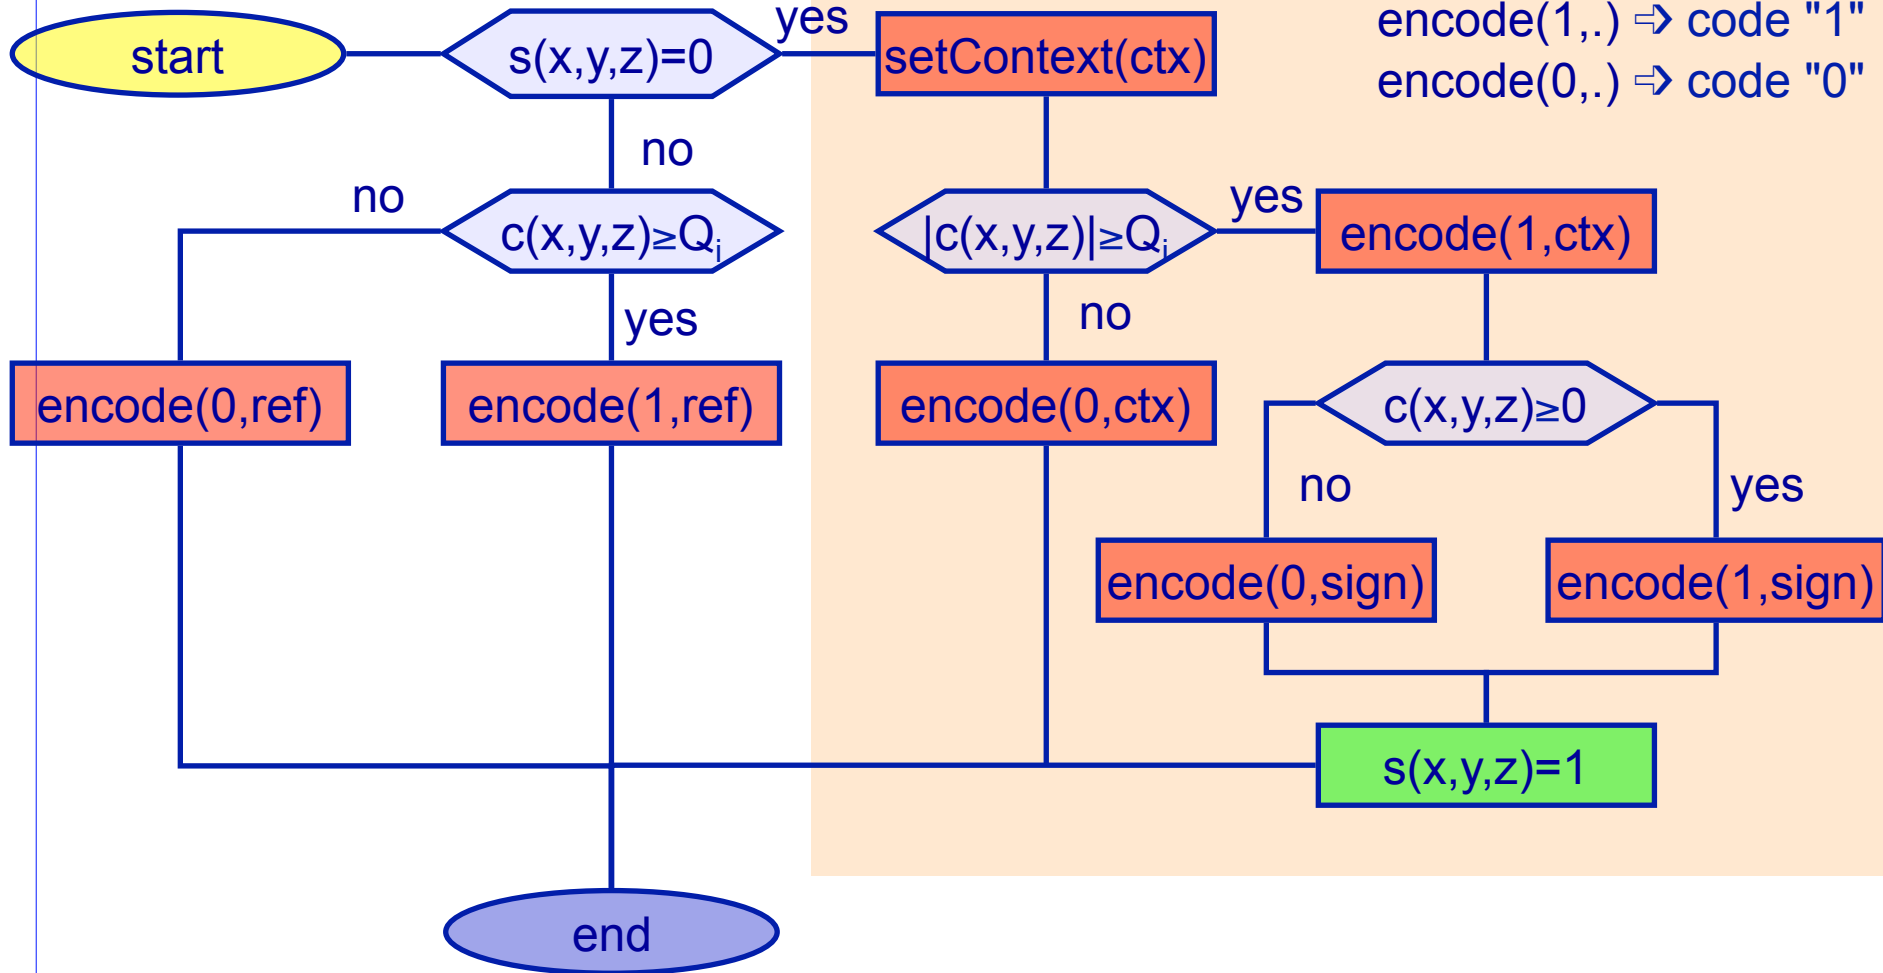 start
s(x,y,z)=0
yes
setContext(ctx)
encode(1,.) ➩ code "1"
encode(0,.) ➩ code "0"
no
no
c(x,y,z)≥Qi
|c(x,y,z)|≥Qi
yes
encode(1,ctx)
yes
no
encode(0,ref)
encode(1,ref)
encode(0,ctx)
c(x,y,z)≥0
no
yes
encode(0,sign)
encode(1,sign)
s(x,y,z)=1
end